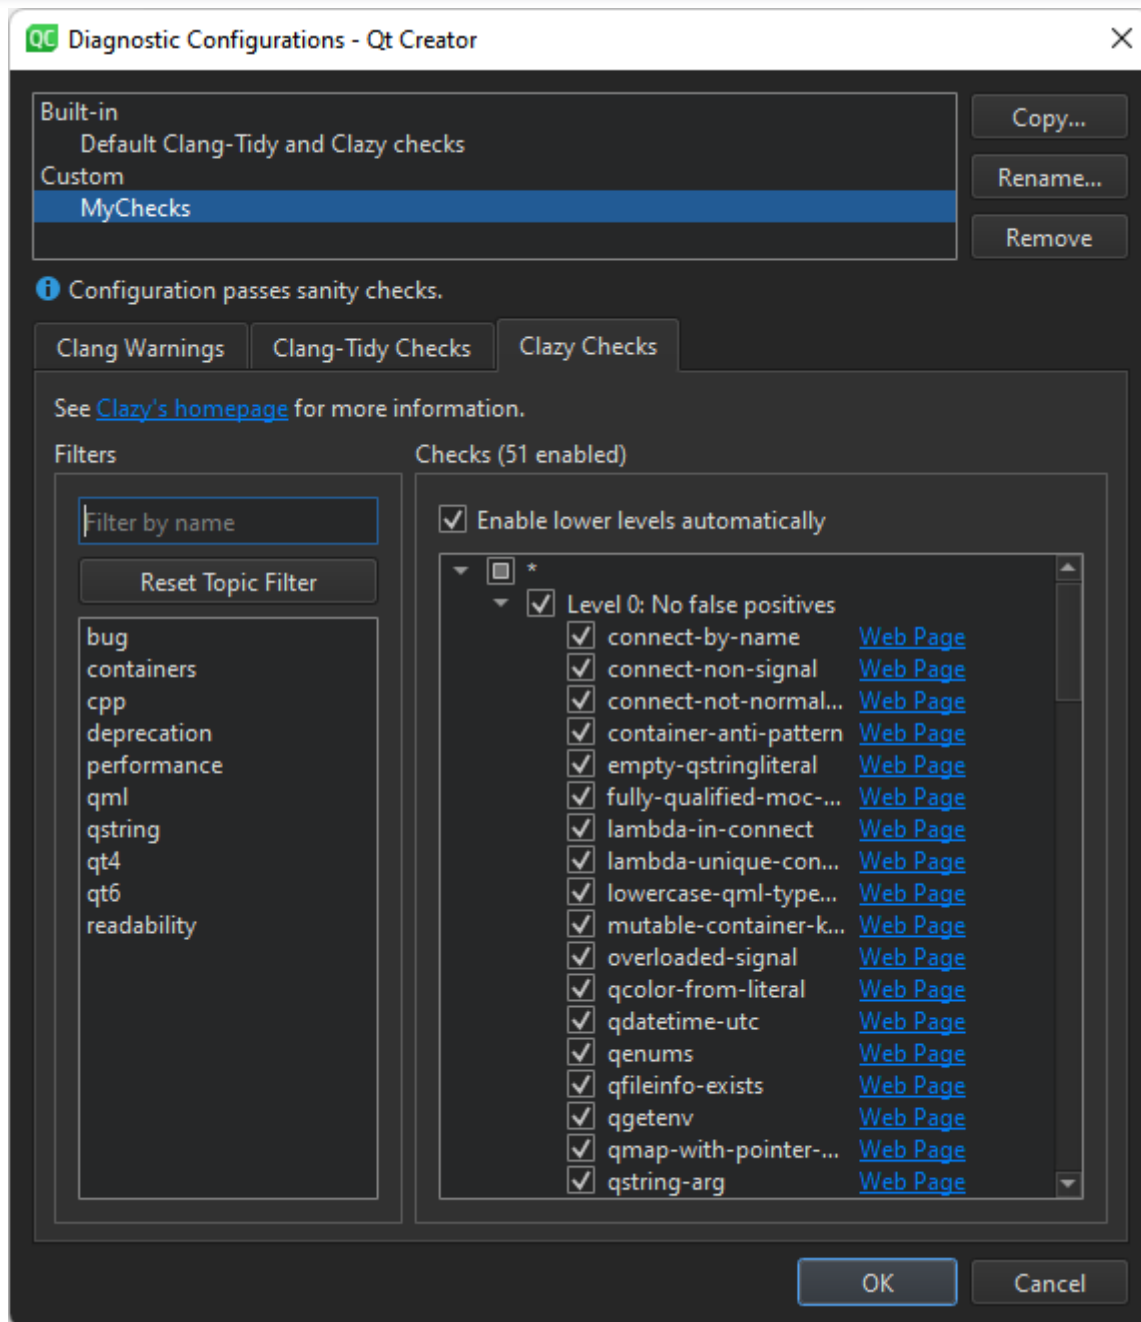 QC Diagnostic Configurations - Qt Creator
Built-in
Default Clang-Tidy and Clazy checks
Custom
MyChecks
Copy...
Rename...
Remove
Configuration passes sanity checks.
Clang Warnings Clang-Tidy Checks Clazy Checks
See Clazy's homepage for more information.
Filters
Filter by name
Reset Topic Filter
bug
containers
cpp
deprecation
performance
qml
qstring
qt4
qt6
readability
Checks (51 enabled)
Enable lower levels automatically
*
Level 0: No false positives
connect-by-name Web Page
connect-non-signal Web Page
connect-not-normal... Web Page
container-anti-pattern Web Page
empty-qstringliteral Web Page
fully-qualified-moc-... Web Page
lambda-in-connect Web Page
lambda-unique-con... Web Page
lowercase-qml-type... Web Page
mutable-container-k... Web Page
overloaded-signal Web Page
qcolor-from-literal Web Page
qdatetime-utc Web Page
qenums Web Page
qfileinfo-exists Web Page
qgetenv Web Page
qmap-with-pointer-... Web Page
qstring-arg Web Page
OK Cancel